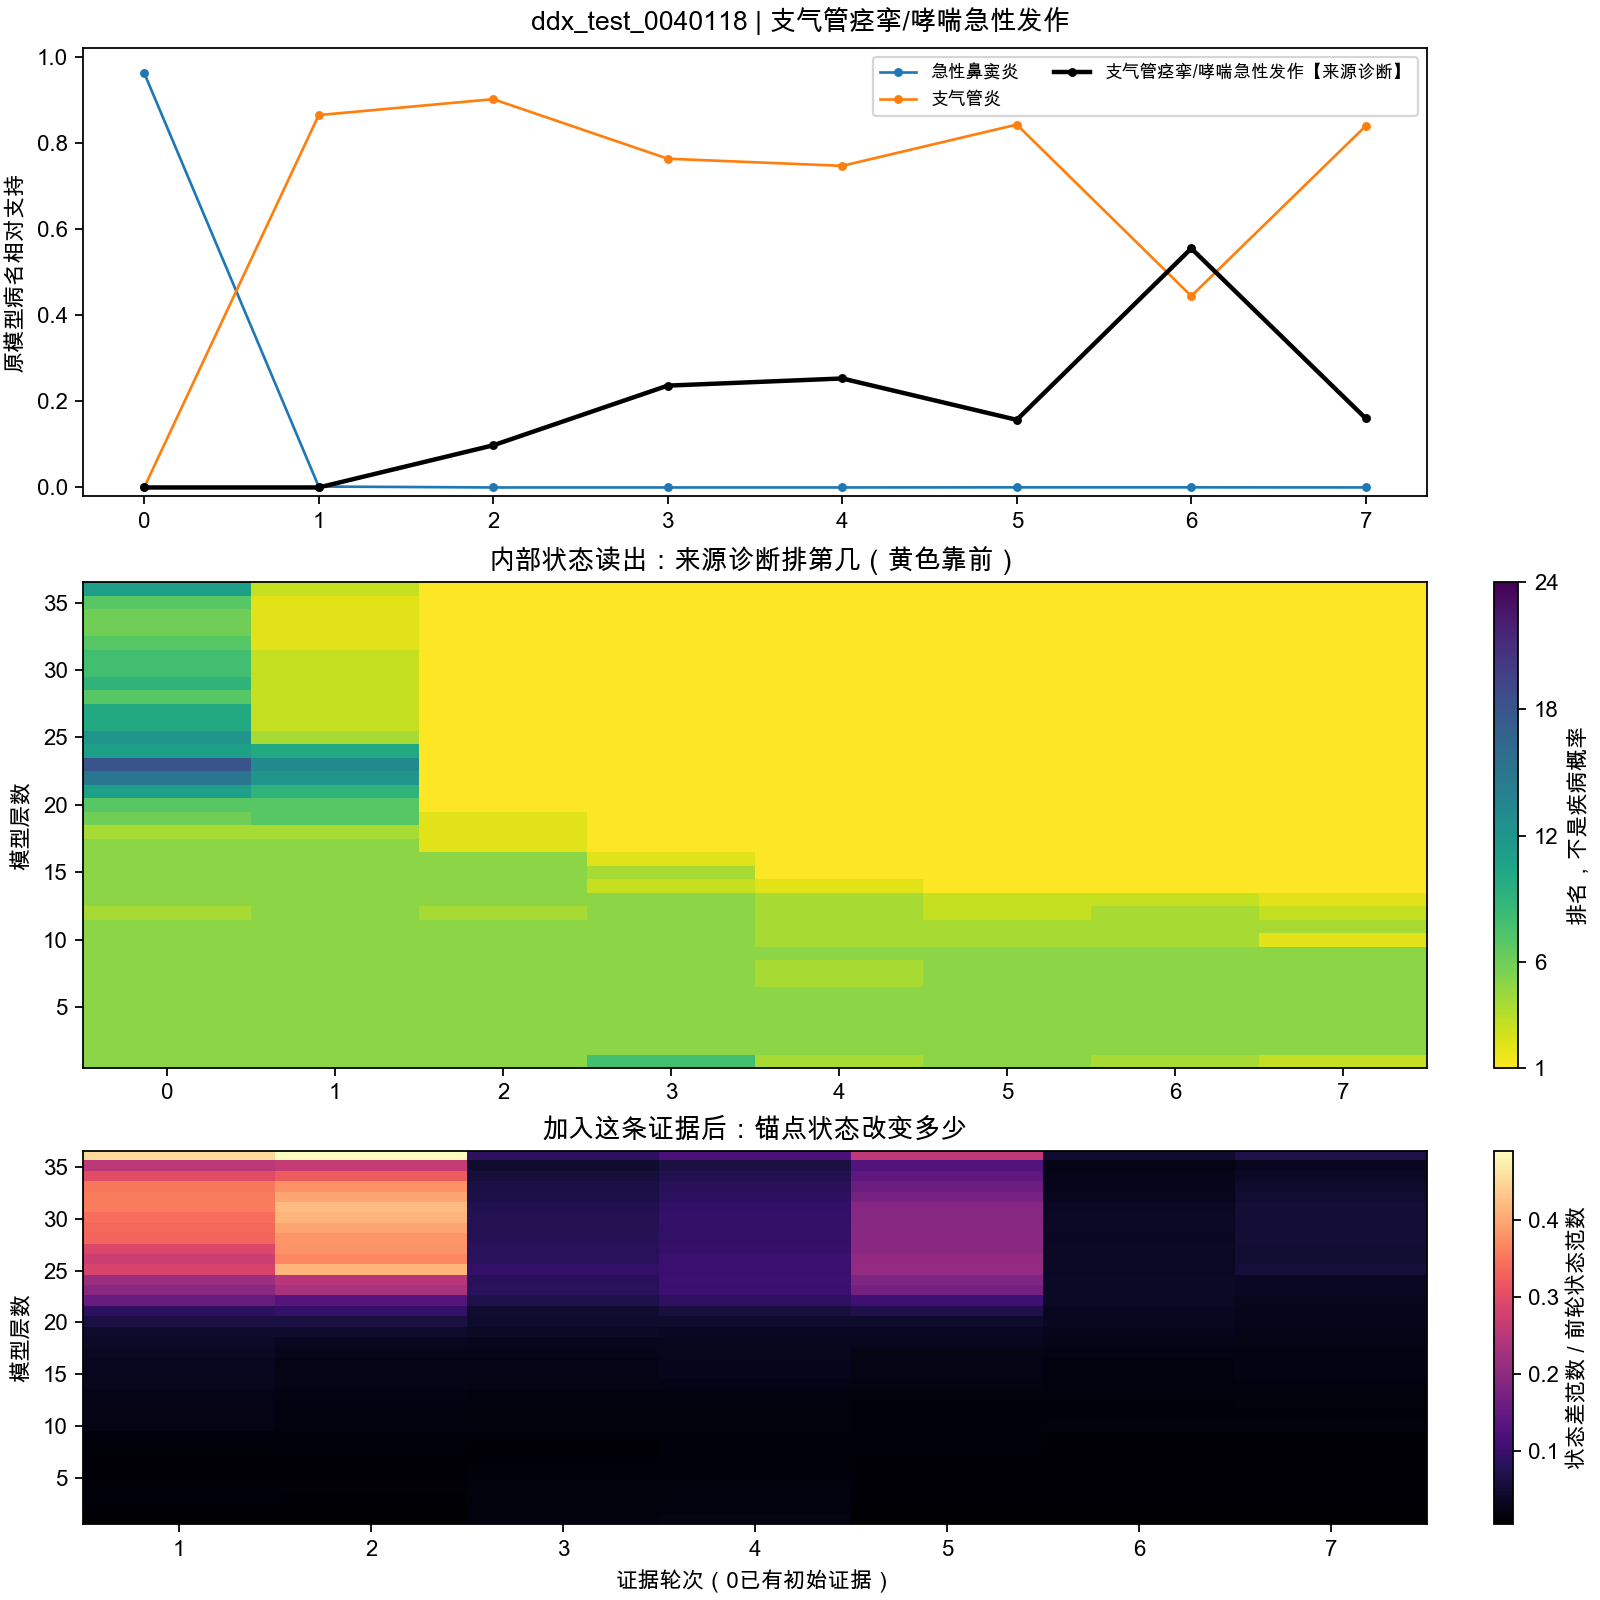 ddx_test_0040118 | 支气管痉挛/哮喘急性发作
急性鼻窦炎
支气管炎
支气管痉挛/哮喘急性发作【来源诊断】
原模型病名相对支持
1.0
0.8
0.6
0.4
0.2
0.0
0 1 2 3 4 5 6 7
内部状态读出：来源诊断排第几（黄色靠前）
模型层数
35
30
25
20
15
10
5
0 1 2 3 4 5 6 7
24
18
12
6
1
排名，不是疾病概率
加入这条证据后：锚点状态改变多少
模型层数
35
30
25
20
15
10
5
1 2 3 4 5 6 7
证据轮次（0已有初始证据）
0.4
0.3
0.2
0.1
状态差范数 / 前轮状态范数